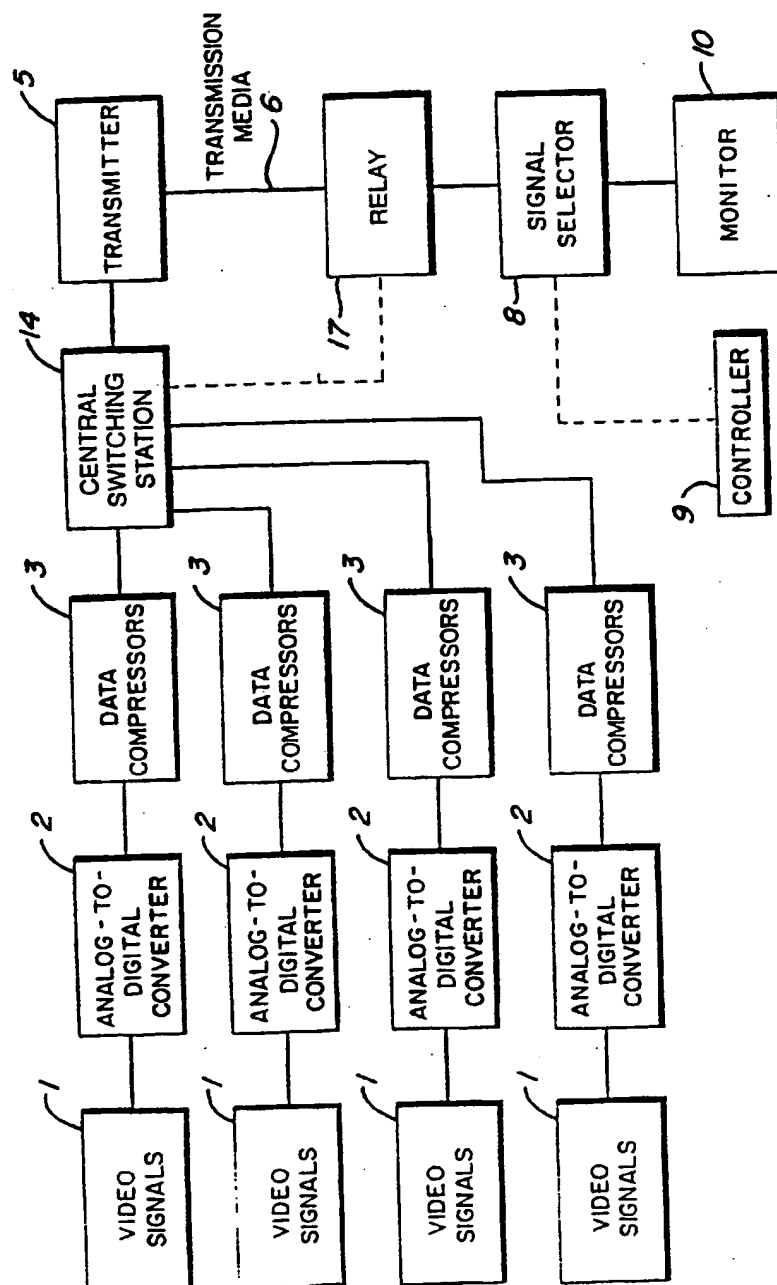 1
VIDEO
SIGNALS
2
ANALOG-TO-
DIGITAL
CONVERTER
3
DATA
COMPRESSORS
14
CENTRAL
SWITCHING
STATION
5
TRANSMITTER
1
VIDEO
SIGNALS
2
ANALOG-TO-
DIGITAL
CONVERTER
3
DATA
COMPRESSORS
TRANSMISSION
MEDIA
6
1
VIDEO
SIGNALS
2
ANALOG-TO-
DIGITAL
CONVERTER
3
DATA
COMPRESSORS
17
RELAY
1
VIDEO
SIGNALS
2
ANALOG-TO-
DIGITAL
CONVERTER
3
DATA
COMPRESSORS
8
SIGNAL
SELECTOR
9
CONTROLLER
10
MONITOR